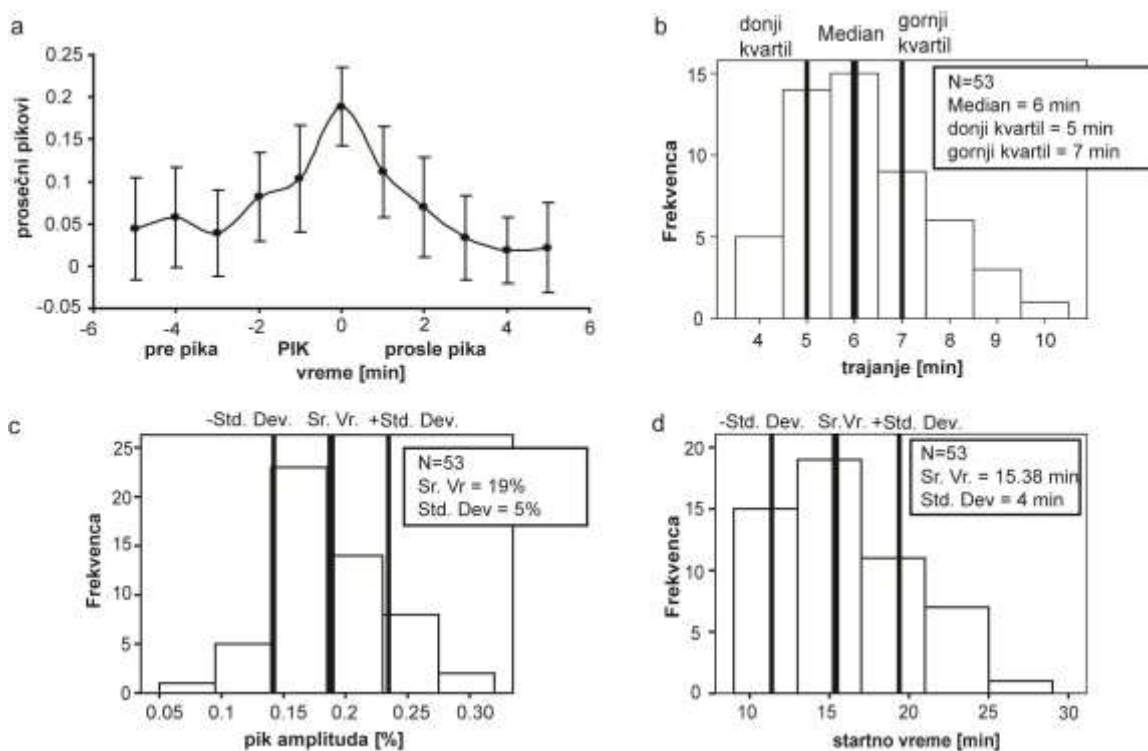 a
prosečni pikovi
0.25
0.2
0.15
0.1
0.05
0
-0.05
-6 -4 -2 0 2 4 6
pre pika PIK prosle pika
vreme [min]
b
donji kvartil
Median
gornji kvartil
N=53
Median = 6 min
donji kvartil = 5 min
gornji kvartil = 7 min
Frekvenca
15
10
5
0
4 5 6 7 8 9 10
trajanje [min]
c
-Std. Dev. Sr. Vr. +Std. Dev.
N=53
Sr. Vr = 19%
Std. Dev = 5%
Frekvenca
25
20
15
10
5
0
0.05 0.1 0.15 0.2 0.25 0.30
pik amplituda [%]
d
-Std. Dev. Sr.Vr. +Std. Dev.
N=53
Sr. Vr. = 15.38 min
Std. Dev = 4 min
Frekvenca
20
15
10
5
0
10 15 20 25 30
startno vreme [min]